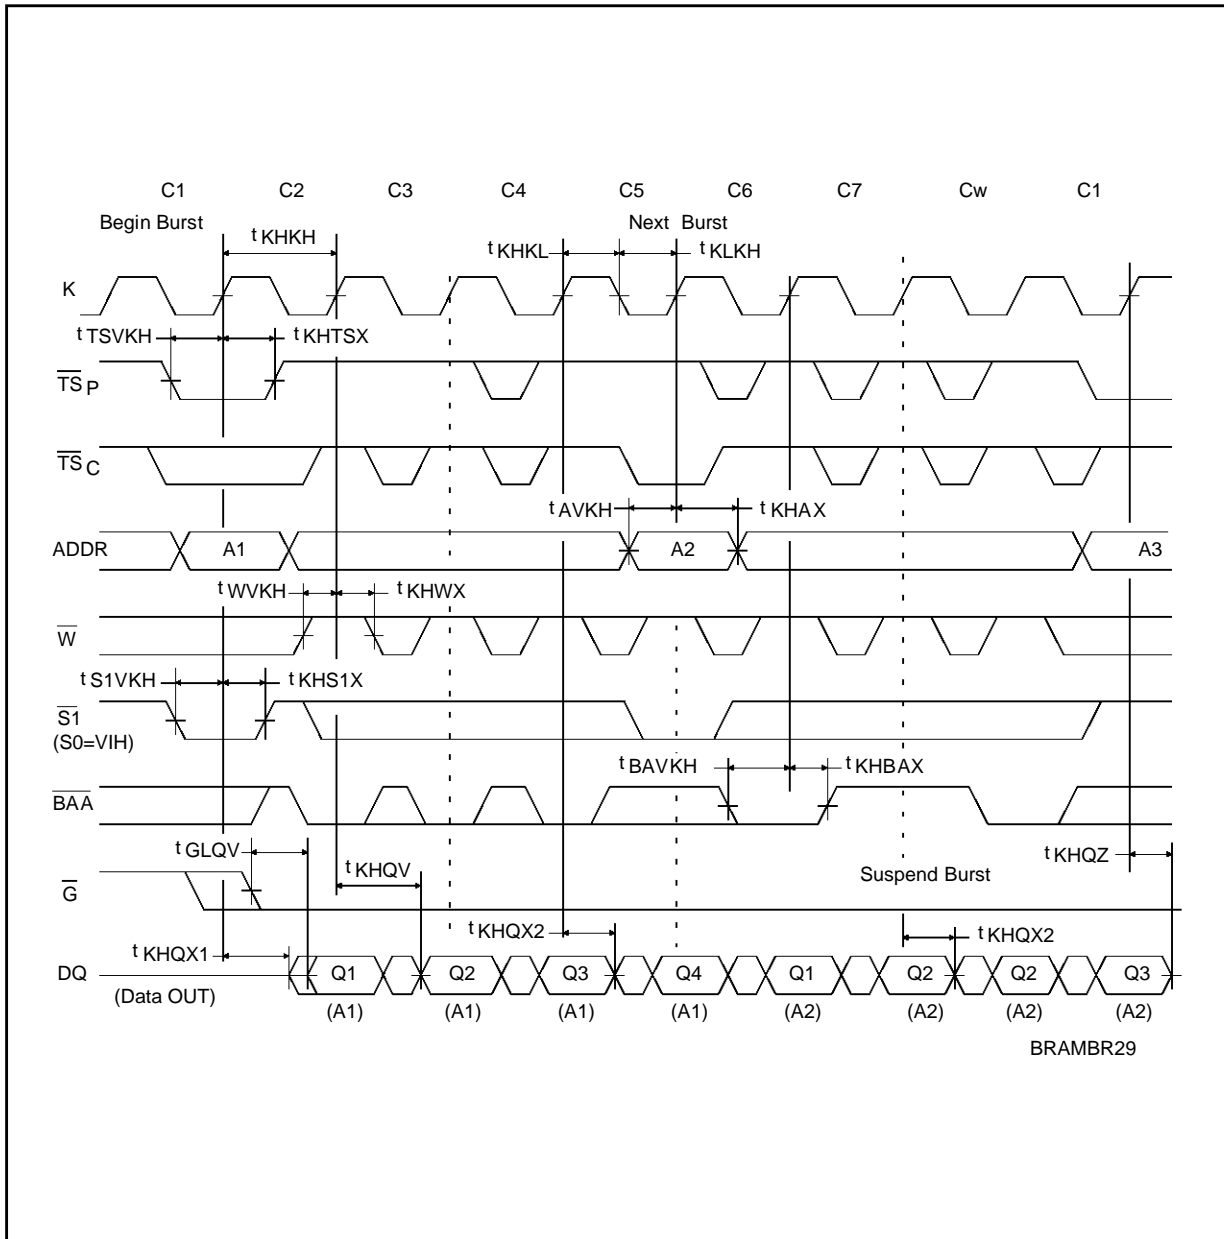 C1 C2 C3 C4 C5 C6 C7 Cw C1
Begin Burst Next Burst
t KHKH t KHKL t KLKH
K
t TSVKH t KHTSX
TS P
TS C
t AVKH t KHAX
ADDR A1 A2 A3
t WVKH t KHWX
W
t S1VKH t KHS1X
S1
(S0=VIH)
t BAVKH t KHBAX
BAA
t GLQV t KHQV t KHQZ
G Suspend Burst
t KHQX1 t KHQX2 t KHQX2
DQ Q1 Q2 Q3 Q4 Q1 Q2 Q2 Q3
(Data OUT) (A1) (A1) (A1) (A1) (A2) (A2) (A2) (A2)
BRAMBR29